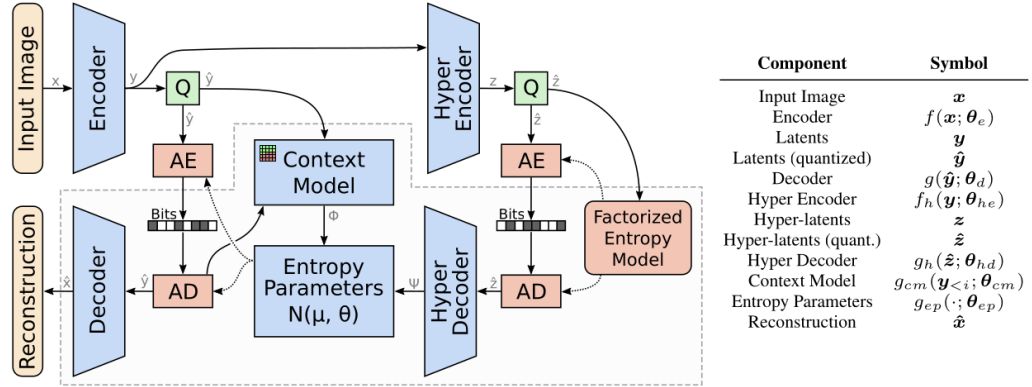 Input Image
x
Encoder
y
Q
ŷ
ŷ
AE
Bits
AD
ŷ
Decoder
x̂
Reconstruction
Context
Model
Φ
Entropy
Parameters
N(μ, θ)
Ψ
Hyper
Encoder
z
Q
ẑ
ẑ
AE
Bits
AD
ẑ
Hyper
Decoder
Factorized
Entropy
Model
Component Symbol
Input Image x
Encoder f(x; θe)
Latents y
Latents (quantized) ŷ
Decoder g(ŷ; θd)
Hyper Encoder fh(y; θhe)
Hyper-latents z
Hyper-latents (quant.) ẑ
Hyper Decoder gh(ẑ; θhd)
Context Model gcm(y<i; θcm)
Entropy Parameters gep(·; θep)
Reconstruction x̂